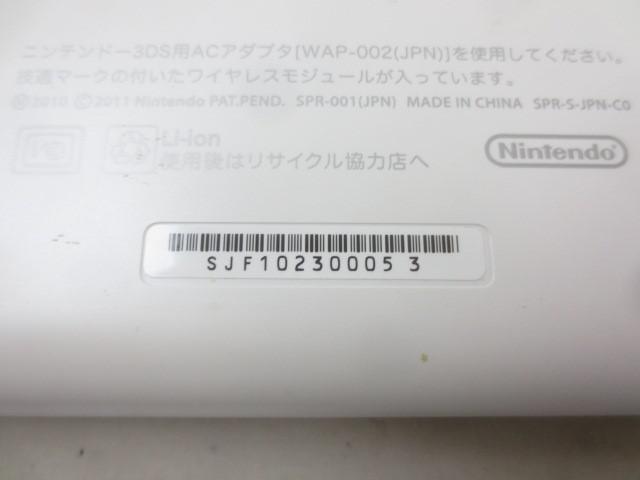 ニンテンドー3DS用ACアダプタ[WAP-002(JPN)]を使用してください。
技適マークの付いたワイヤレスモジュールが入っています。
Ⓜ2010 Ⓒ2011 Nintendo PAT.PEND. SPR-001(JPN) MADE IN CHINA SPR-S-JPN-C0
Li-ion
使用後はリサイクル協力店へ
Nintendo
SJF10230005 3